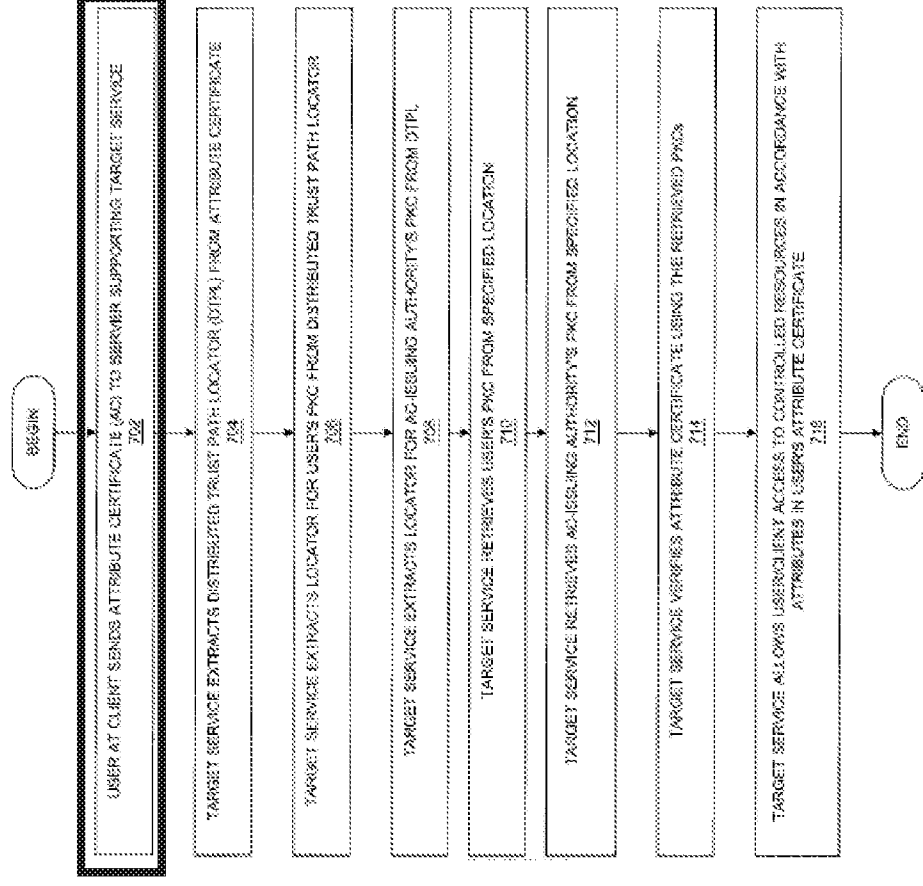 BEGIN
USER AT CLIENT SENDS ATTRIBUTE CERTIFICATE (AC) TO SERVER SUPPORTING TARGET SERVICE
702
TARGET SERVICE EXTRACTS DISTRIBUTED TRUST PATH LOCATOR (DTPL) FROM ATTRIBUTE CERTIFICATE
704
TARGET SERVICE EXTRACTS LOCATOR FOR USER'S PKC FROM DISTRIBUTED TRUST PATH LOCATOR
706
TARGET SERVICE EXTRACTS LOCATOR FOR AC-ISSUING AUTHORITY'S PKC FROM DTPL
708
TARGET SERVICE RETRIEVES USER'S PKC FROM SPECIFIED LOCATION
710
TARGET SERVICE RETRIEVES AC-ISSUING AUTHORITY'S PKC FROM SPECIFIED LOCATION
712
TARGET SERVICE VERIFIES ATTRIBUTE CERTIFICATE USING THE RETRIEVED PKCs
714
TARGET SERVICE ALLOWS USER/CLIENT ACCESS TO CONTROLLED RESOURCES IN ACCORDANCE WITH
ATTRIBUTES IN USER'S ATTRIBUTE CERTIFICATE
716
END